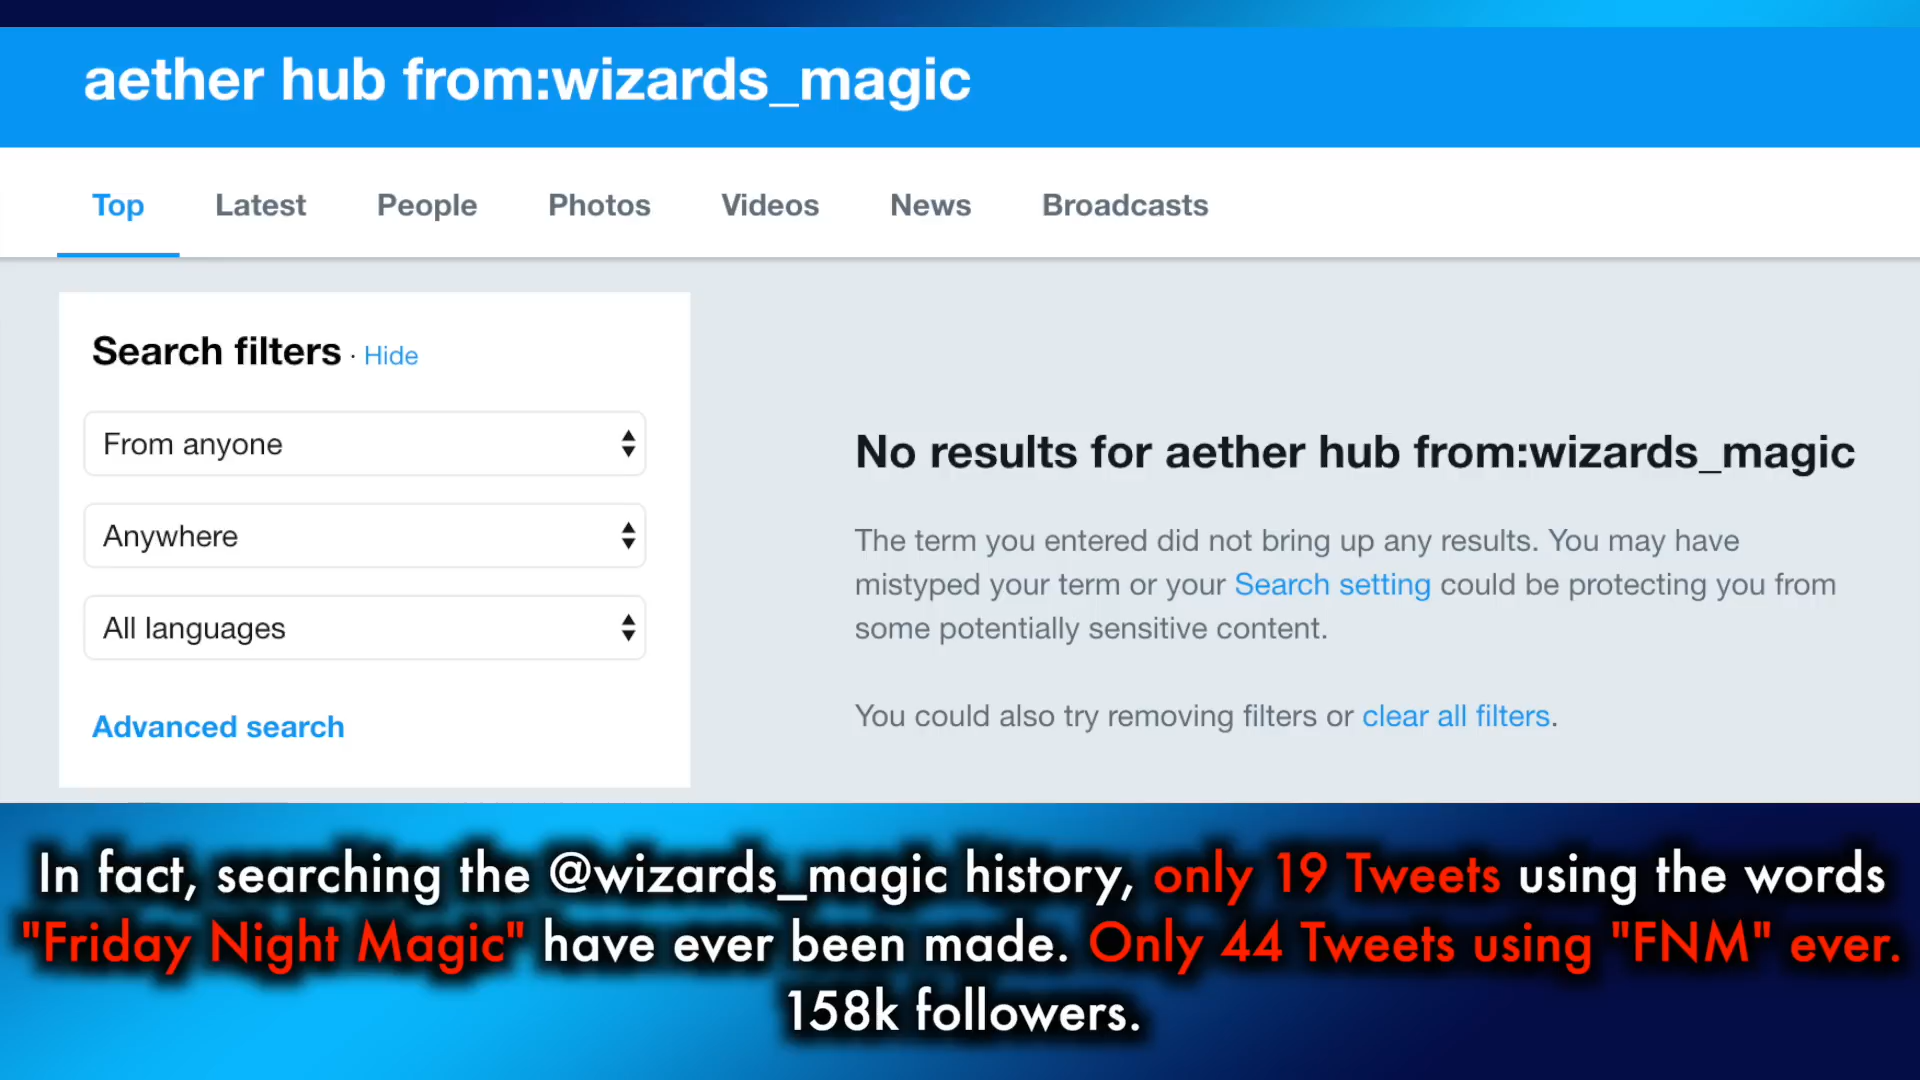 aether hub from:wizards_magic
Top Latest People Photos Videos News Broadcasts
Search filters · Hide
From anyone
Anywhere
All languages
Advanced search
No results for aether hub from:wizards_magic
The term you entered did not bring up any results. You may have
mistyped your term or your Search setting could be protecting you from
some potentially sensitive content.
You could also try removing filters or clear all filters.
In fact, searching the @wizards_magic history, only 19 Tweets using the words
"Friday Night Magic" have ever been made. Only 44 Tweets using "FNM" ever.
158k followers.